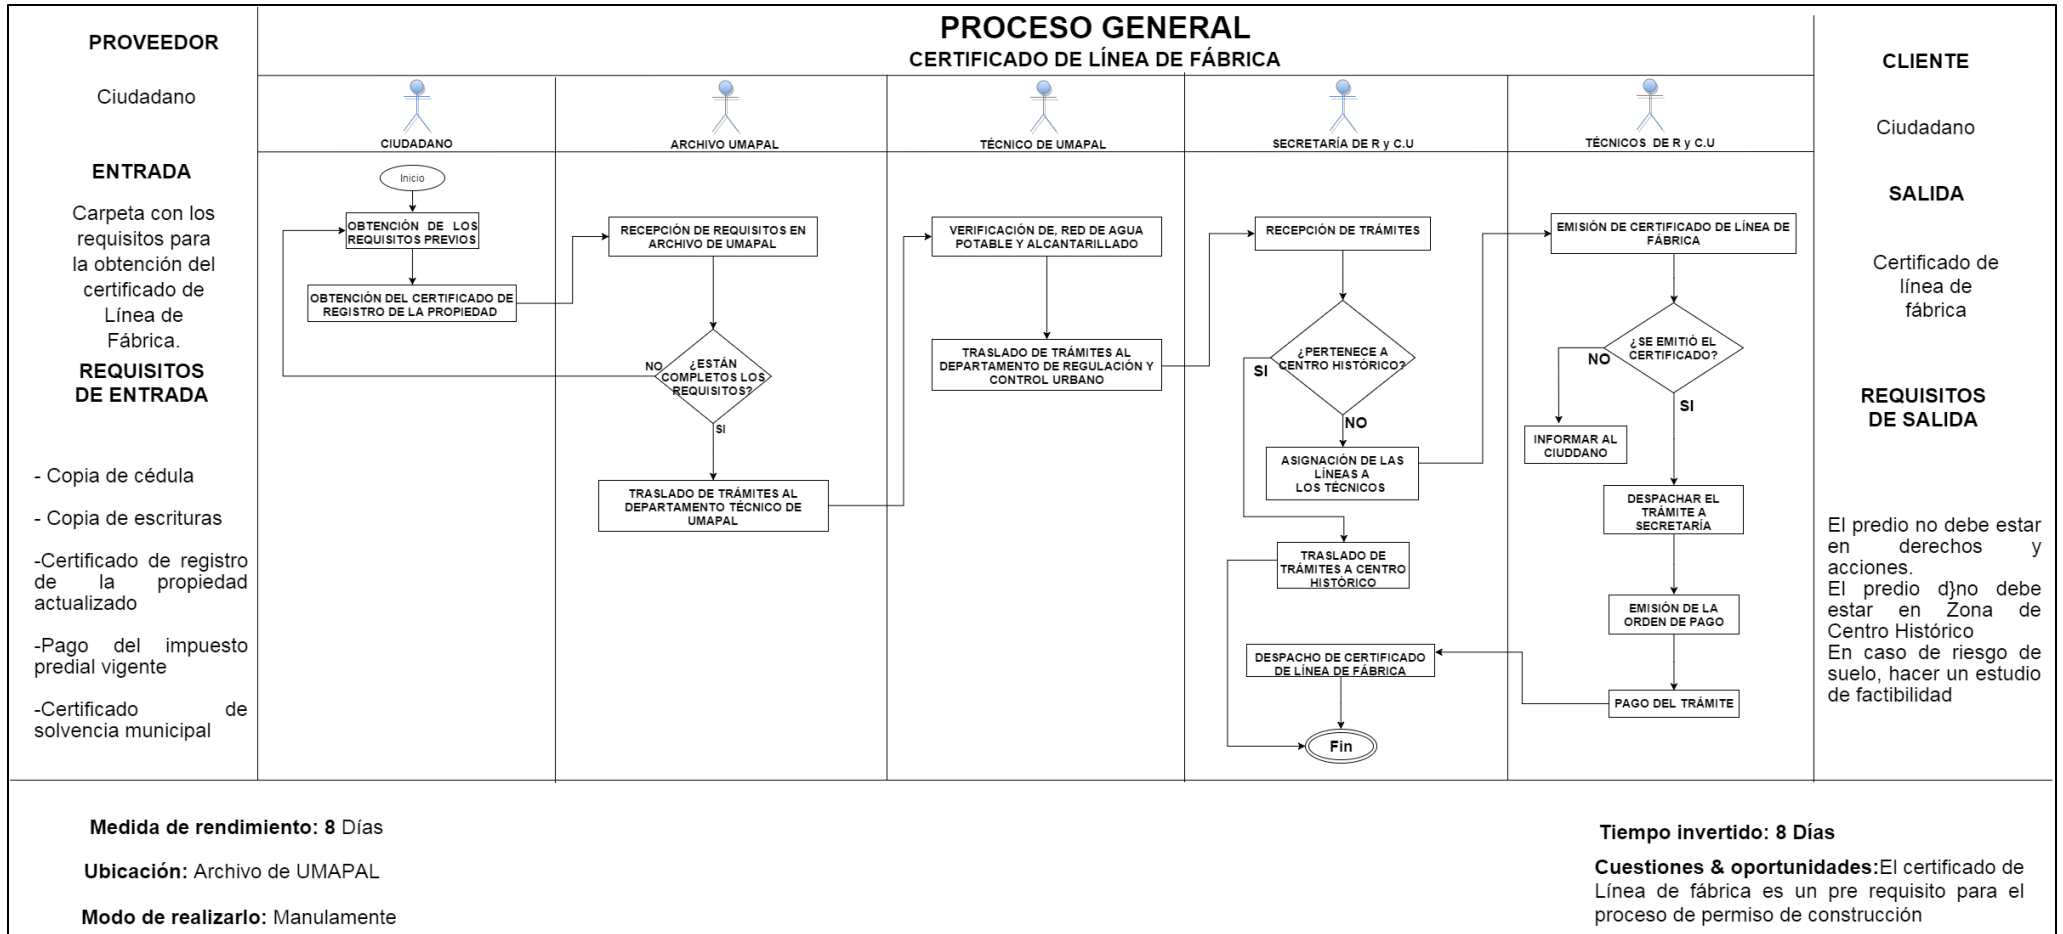 PROCESO GENERAL
CERTIFICADO DE LÍNEA DE FÁBRICA
PROVEEDOR
Ciudadano
ENTRADA
Carpeta con los
requisitos para
la obtención del
certificado de
Línea de
Fábrica.
REQUISITOS
DE ENTRADA
- Copia de cédula
- Copia de escrituras
-Certificado de registro
de la propiedad
actualizado
-Pago del impuesto
predial vigente
-Certificado de
solvencia municipal
CIUDADANO
Inicio
OBTENCIÓN DE LOS
REQUISITOS PREVIOS
OBTENCIÓN DEL CERTIFICADO DE
REGISTRO DE LA PROPIEDAD
ARCHIVO UMAPAL
RECEPCIÓN DE REQUISITOS EN
ARCHIVO DE UMAPAL
¿ESTÁN
COMPLETOS LOS
REQUISITOS?
NO
SI
TRASLADO DE TRÁMITES AL
DEPARTAMENTO TÉCNICO DE
UMAPAL
TÉCNICO DE UMAPAL
VERIFICACIÓN DE, RED DE AGUA
POTABLE Y ALCANTARILLADO
TRASLADO DE TRÁMITES AL
DEPARTAMENTO DE REGULACIÓN Y
CONTROL URBANO
SECRETARÍA DE R y C.U
RECEPCIÓN DE TRÁMITES
¿PERTENECE A
CENTRO HISTÓRICO?
SI
NO
ASIGNACIÓN DE LAS
LÍNEAS A
LOS TÉCNICOS
TRASLADO DE
TRÁMITES A CENTRO
HISTÓRICO
DESPACHO DE CERTIFICADO
DE LÍNEA DE FÁBRICA
Fin
TÉCNICOS DE R y C.U
EMISIÓN DE CERTIFICADO DE LÍNEA DE
FÁBRICA
¿SE EMITIÓ EL
CERTIFICADO?
NO
SI
INFORMAR AL
CIUDDANO
DESPACHAR EL
TRÁMITE A
SECRETARÍA
EMISIÓN DE LA
ORDEN DE PAGO
PAGO DEL TRÁMITE
CLIENTE
Ciudadano
SALIDA
Certificado de
línea de
fábrica
REQUISITOS
DE SALIDA
El predio no debe estar
en derechos y
acciones.
El predio d}no debe
estar en Zona de
Centro Histórico
En caso de riesgo de
suelo, hacer un estudio
de factibilidad
Medida de rendimiento: 8 Días
Ubicación: Archivo de UMAPAL
Modo de realizarlo: Manulamente
Tiempo invertido: 8 Días
Cuestiones & oportunidades:El certificado de
Línea de fábrica es un pre requisito para el
proceso de permiso de construcción